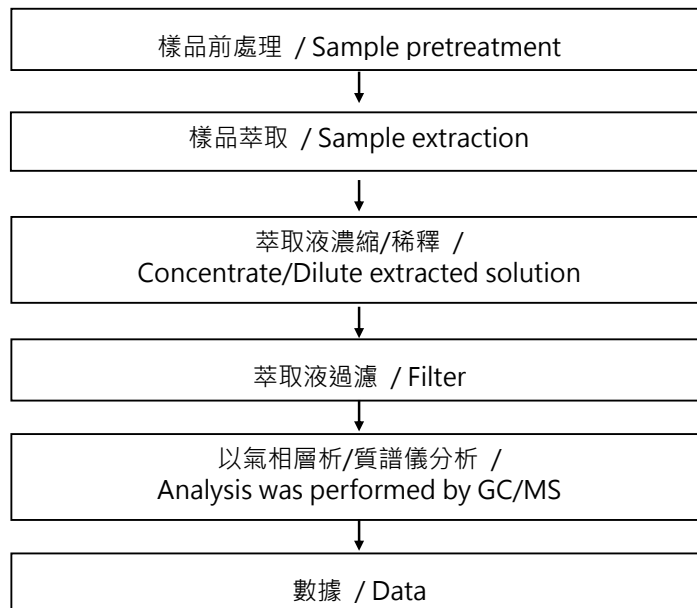 樣品前處理 / Sample pretreatment
樣品萃取 / Sample extraction
萃取液濃縮/稀釋 /
Concentrate/Dilute extracted solution
萃取液過濾 / Filter
以氣相層析/質譜儀分析 /
Analysis was performed by GC/MS
數據 / Data